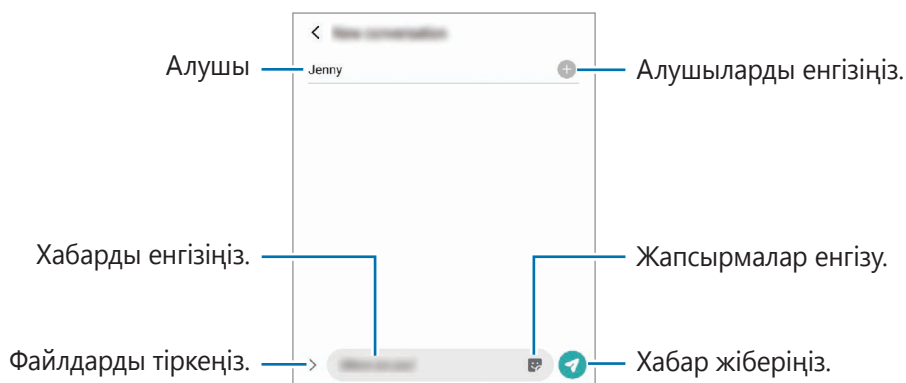 Алушы
Jenny
Алушыларды енгізіңіз.
Хабарды енгізіңіз.
Жапсырмалар енгізу.
Файлдарды тіркеңіз.
Хабар жіберіңіз.